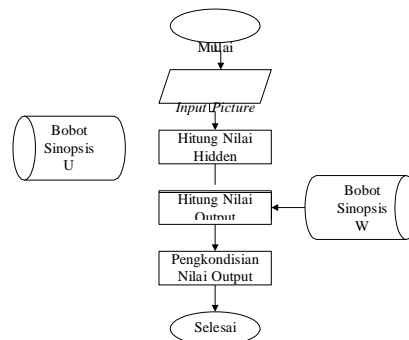 Mulai
Input Picture
Bobot
Sinopsis
U
Hitung Nilai
Hidden
Hitung Nilai
Output
Bobot
Sinopsis
W
Pengkondisian
Nilai Output
Selesai